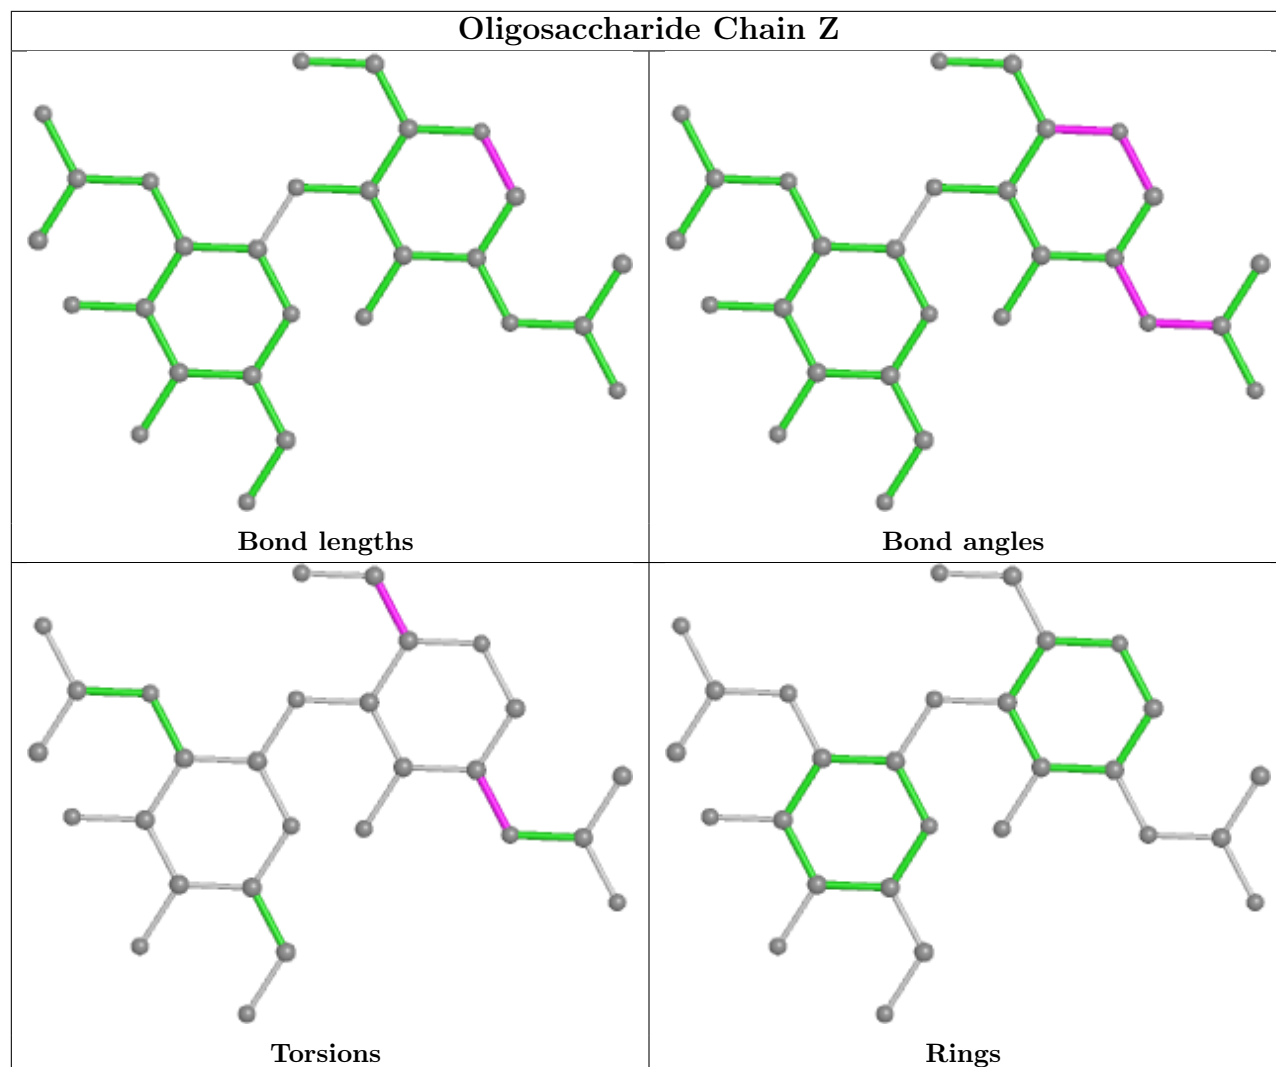 Oligosaccharide Chain Z
Bond lengths
Bond angles
Torsions
Rings